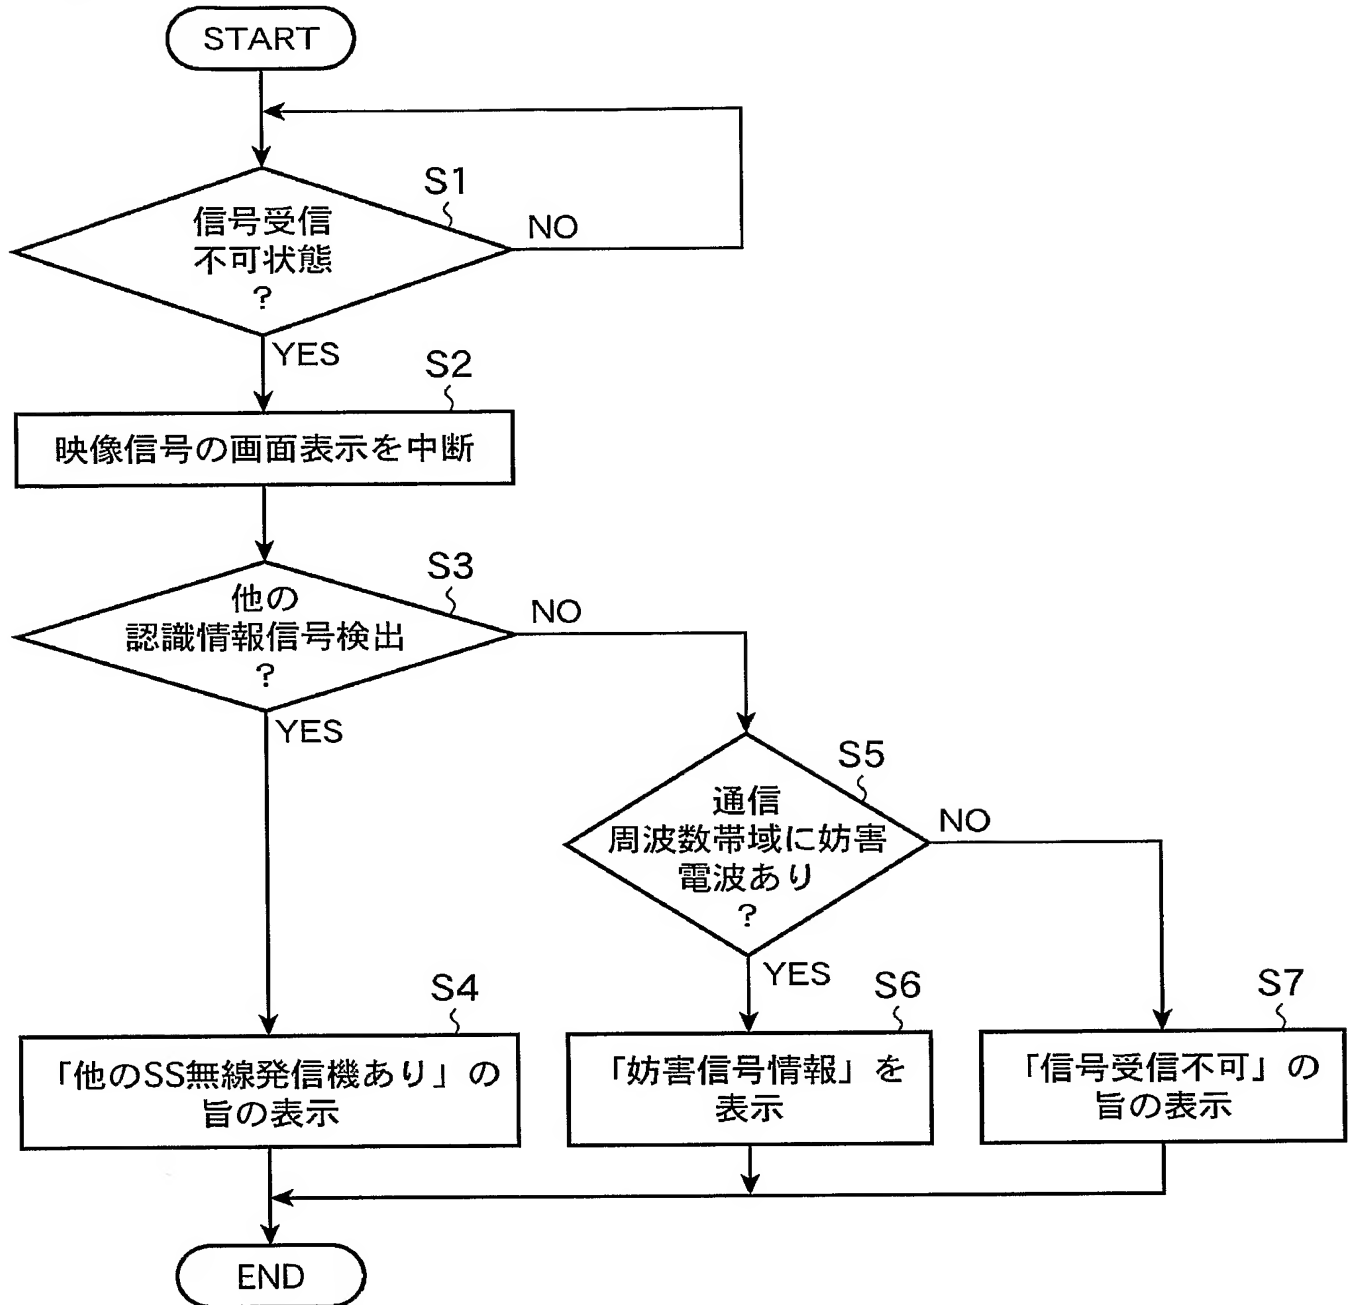 START
S1
信号受信
不可状態
?
NO
YES
S2
映像信号の画面表示を中断
S3
他の
認識情報信号検出
?
NO
YES
S5
通信
周波数帯域に妨害
電波あり
?
NO
YES
S4
「他のSS無線発信機あり」の
旨の表示
S6
「妨害信号情報」を
表示
S7
「信号受信不可」の
旨の表示
END